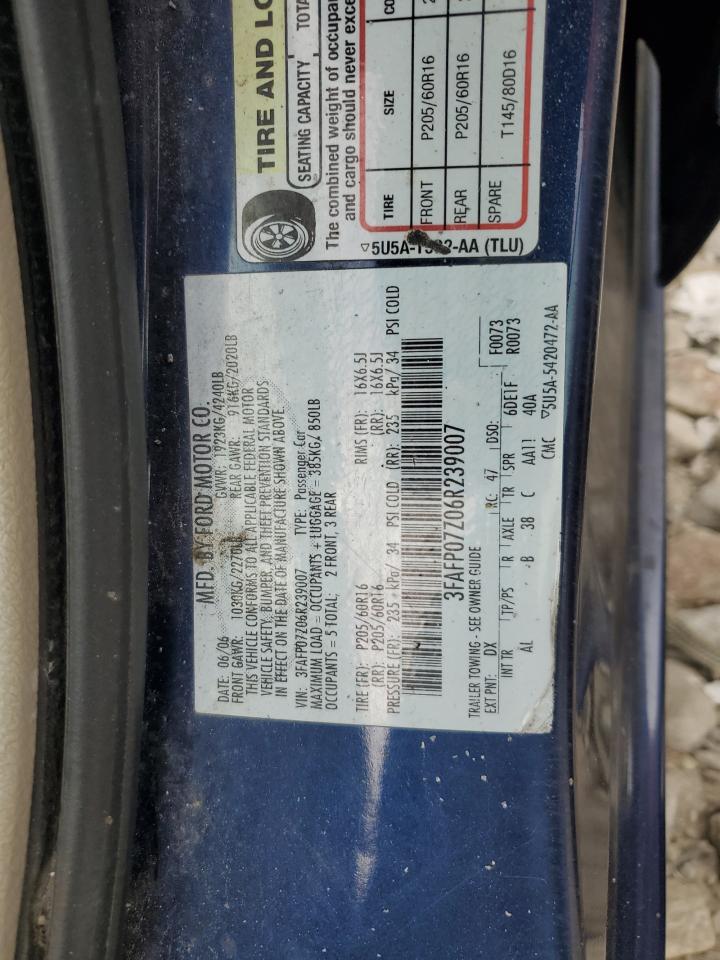 MFD. BY FORD MOTOR CO.
DATE: 06/06 GVWR: 1923KG/4240LB
FRONT GAWR: 1030KG/2270LB REAR GAWR: 916KG/2020LB
THIS VEHICLE CONFORMS TO ALL APPLICABLE FEDERAL MOTOR
VEHICLE SAFETY, BUMPER, AND THEFT PREVENTION STANDARDS
IN EFFECT ON THE DATE OF MANUFACTURE SHOWN ABOVE.
VIN: 3FAFP07Z06R239007 TYPE: Passenger Car
MAXIMUM LOAD = OCCUPANTS + LUGGAGE = 385KG/ 850LB
OCCUPANTS = 5 TOTAL; 2 FRONT, 3 REAR
TIRE (FR): P205/60R16 RIMS (FR): 16X6.5J
(RR): P205/60R16 (RR): 16X6.5J
PRESSURE (FR): 235 kPa/ 34 PSI COLD (RR): 235 kPa/ 34 PSI COLD
3FAFP07Z06R239007
TRAILER TOWING - SEE OWNER GUIDE F0073
EXT PNT: DX RC: 47 DSO: R0073
INT TR TP/PS R AXLE TR SPR 6DE1F
AL B 38 C AA11 40A
CMC ▽5U5A-5420472-AA
TIRE AND LO
SEATING CAPACITY TOTA
The combined weight of occupa
and cargo should never exce
TIRE SIZE CO
FRONT P205/60R16
REAR P205/60R16
SPARE T145/80D16
(TLU)